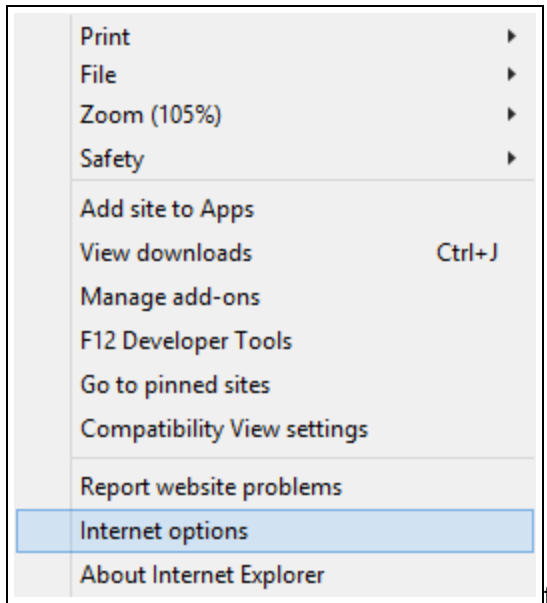 Print
File
Zoom (105%)
Safety
Add site to Apps
View downloads Ctrl+J
Manage add-ons
F12 Developer Tools
Go to pinned sites
Compatibility View settings
Report website problems
Internet options
About Internet Explorer